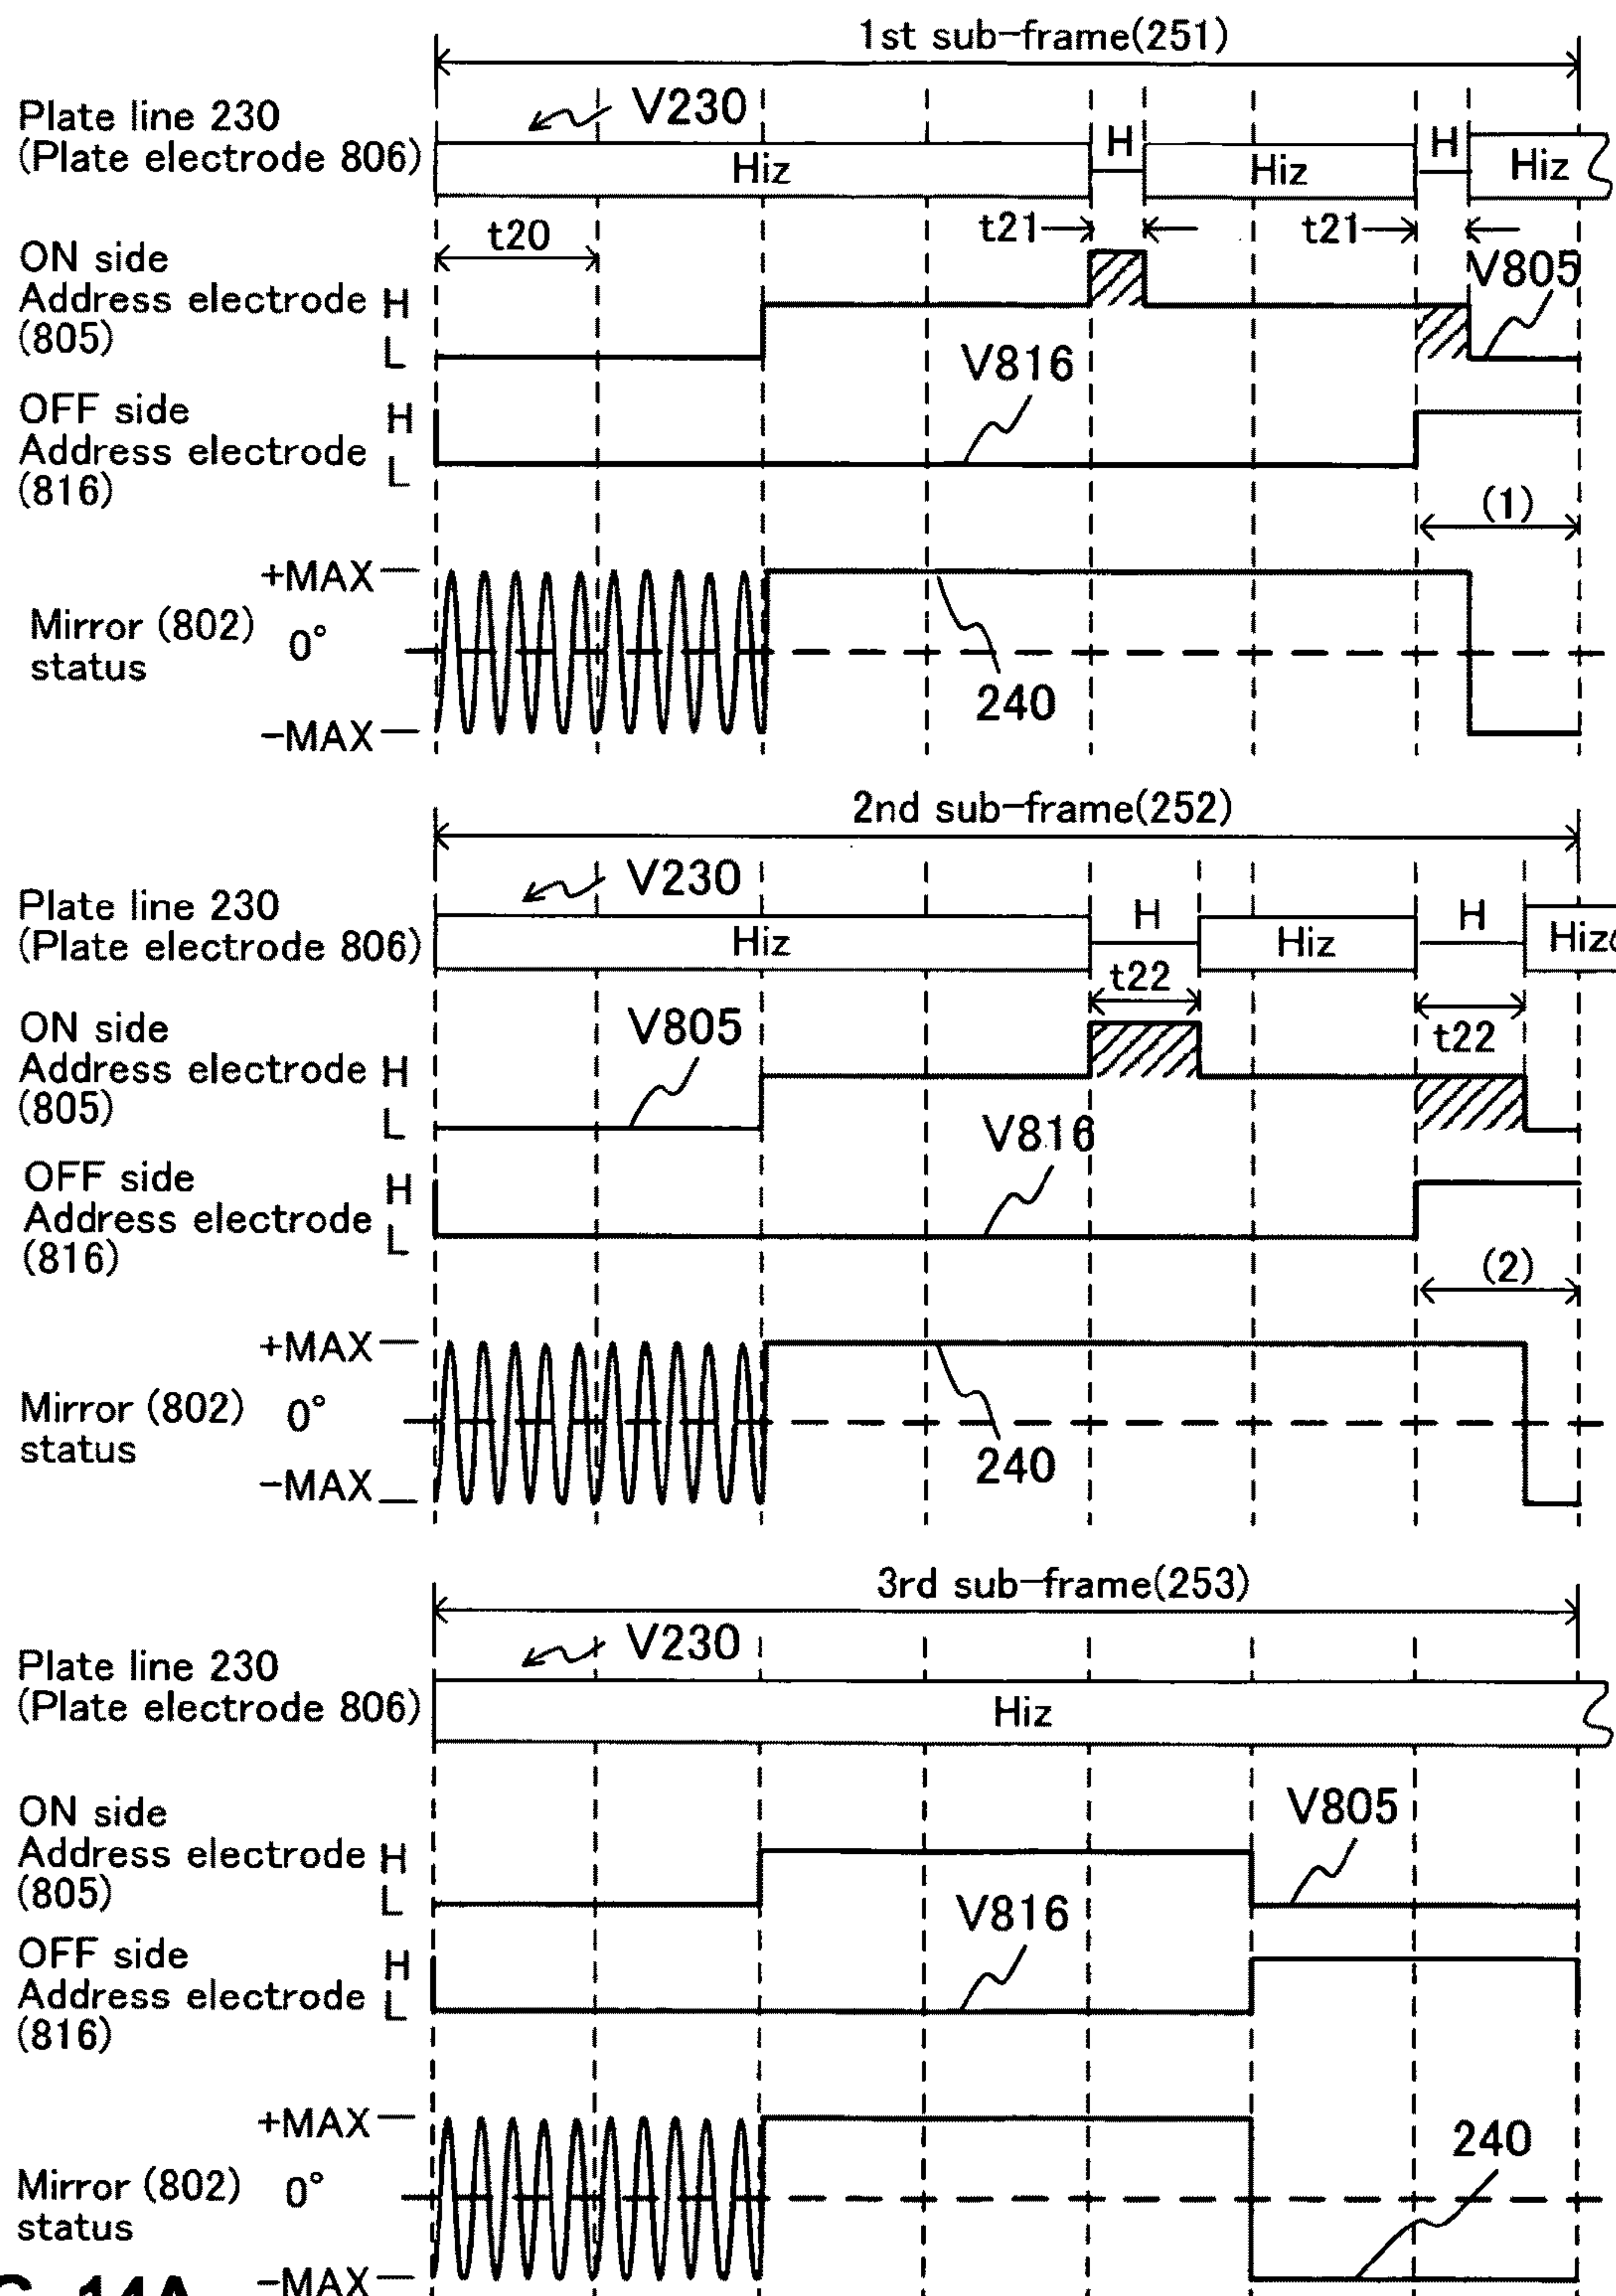 1st sub-frame(251)
Plate line 230
(Plate electrode 806)
V230
Hiz
H
Hiz
H
Hiz
t20
t21
t21
ON side
Address electrode
(805)
H
L
V805
V816
OFF side
Address electrode
(816)
H
L
(1)
+MAX
Mirror (802)
status
0°
240
-MAX
2nd sub-frame(252)
Plate line 230
(Plate electrode 806)
V230
Hiz
H
Hiz
H
Hiz
t22
t22
ON side
Address electrode
(805)
H
L
V805
V816
OFF side
Address electrode
(816)
H
L
(2)
+MAX
Mirror (802)
status
0°
240
-MAX
3rd sub-frame(253)
Plate line 230
(Plate electrode 806)
V230
Hiz
ON side
Address electrode
(805)
H
L
V805
V816
OFF side
Address electrode
(816)
H
L
+MAX
Mirror (802)
status
0°
240
-MAX
14A